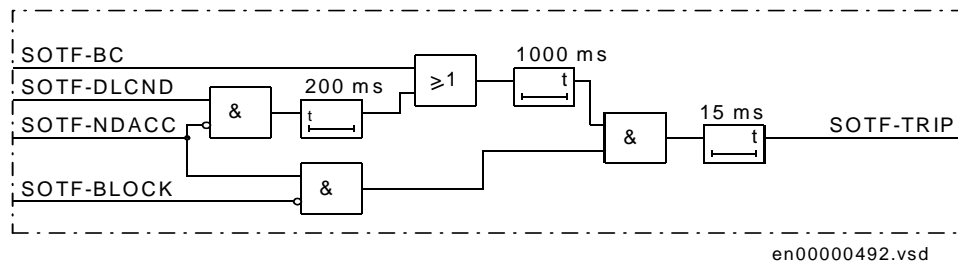 SOTF-BC
1000 ms
t
≥1
SOTF-DLCND
200 ms
t
&
SOTF-NDACC
15 ms
t
&
SOTF-TRIP
SOTF-BLOCK
&
en00000492.vsd